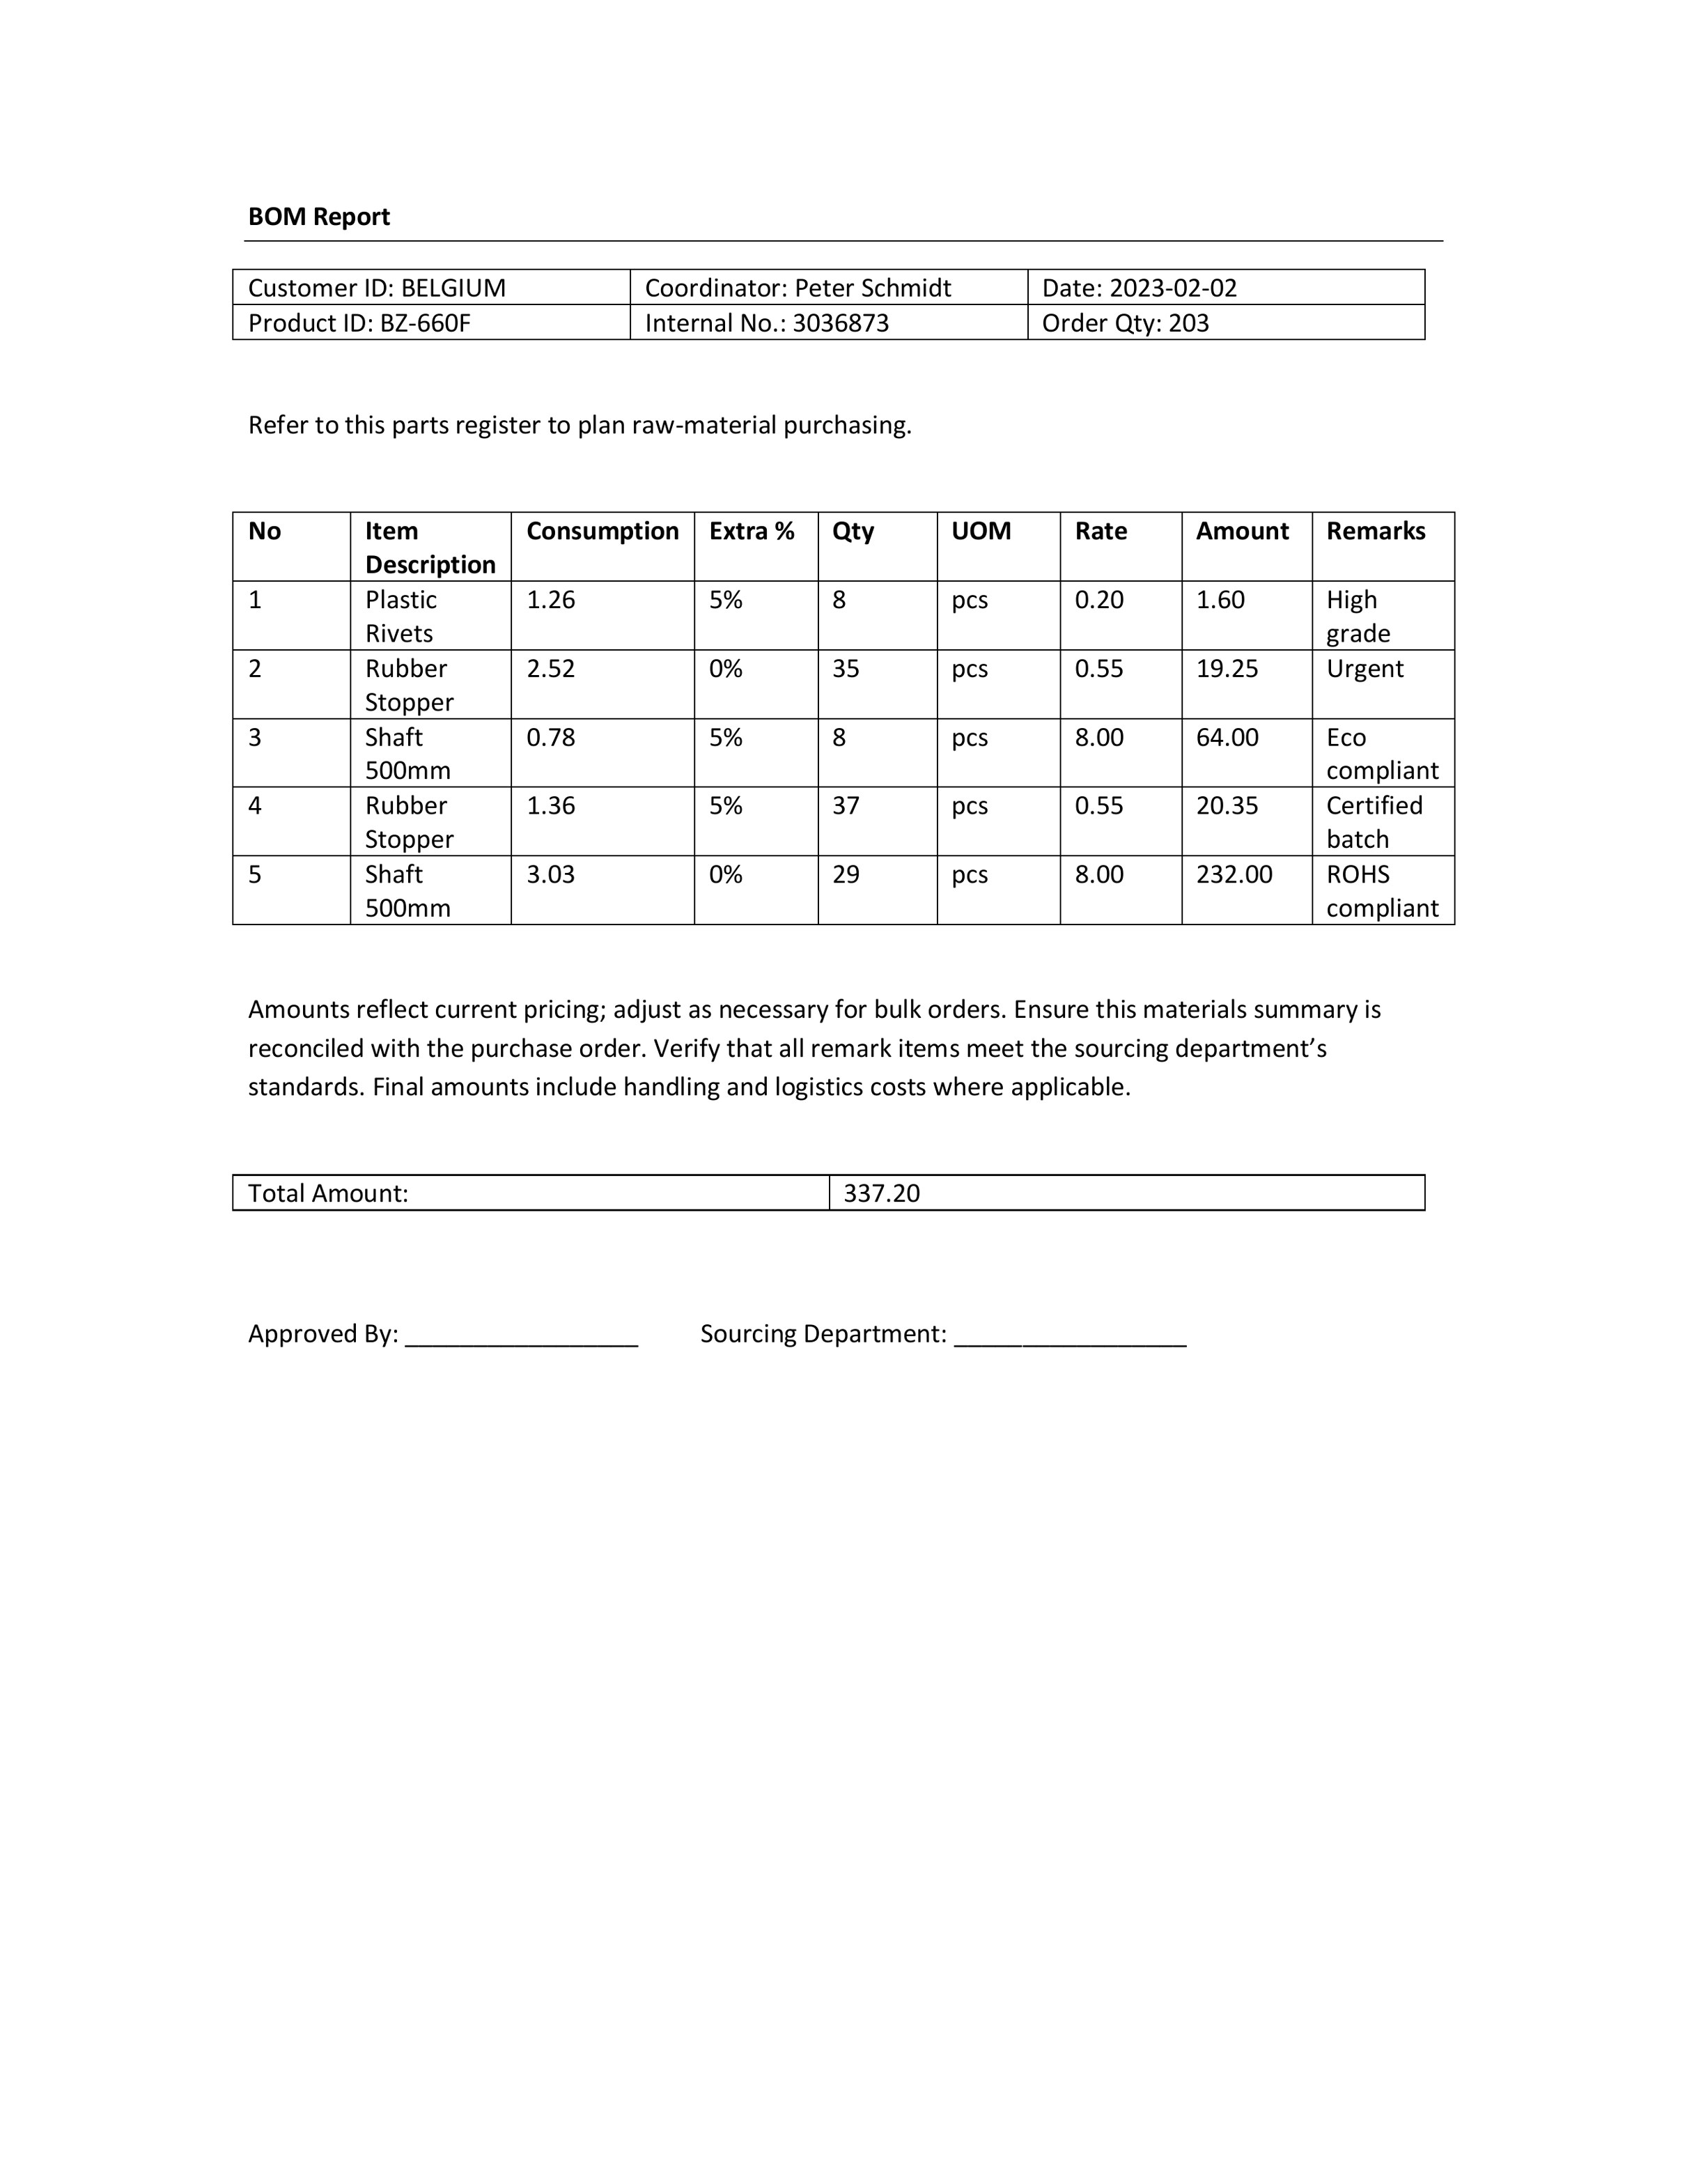 BOM Report
Customer ID: BELGIUM Coordinator: Peter Schmidt Date: 2023-02-02
Product ID: BZ-660F Internal No.: 3036873 Order Qty: 203
Refer to this parts register to plan raw-material purchasing.
No Item Description Consumption Extra % Qty UOM Rate Amount Remarks
1 Plastic Rivets 1.26 5% 8 pcs 0.20 1.60 High grade
2 Rubber Stopper 2.52 0% 35 pcs 0.55 19.25 Urgent
3 Shaft 500mm 0.78 5% 8 pcs 8.00 64.00 Eco compliant
4 Rubber Stopper 1.36 5% 37 pcs 0.55 20.35 Certified batch
5 Shaft 500mm 3.03 0% 29 pcs 8.00 232.00 ROHS compliant
Amounts reflect current pricing; adjust as necessary for bulk orders. Ensure this materials summary is
reconciled with the purchase order. Verify that all remark items meet the sourcing department’s
standards. Final amounts include handling and logistics costs where applicable.
Total Amount: 337.20
Approved By: _________________ Sourcing Department: _________________